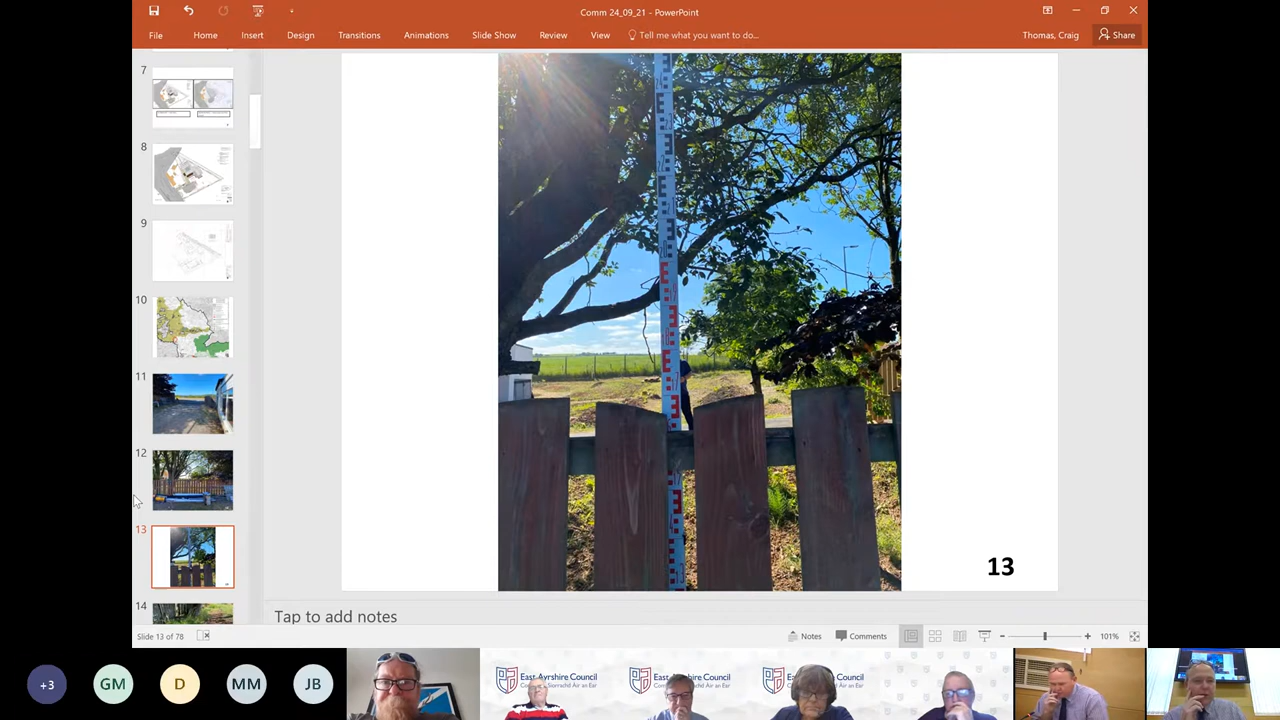 Comm 24_09_21 - PowerPoint
File Home Insert Design Transitions Animations Slide Show Review View Tell me what you want to do... Thomas, Craig Share
7
8
9
10
11
12
13
14
13
Tap to add notes
Slide 13 of 78 Notes Comments 101%
+3 GM D MM JB
East Ayrshire Council
East Ayrshire Council
East Ayrshire Council